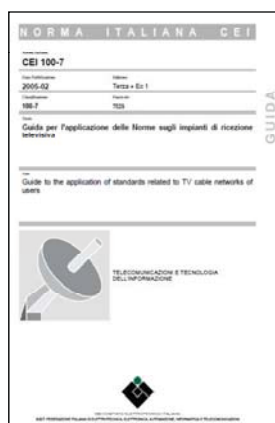 NORMA ITALIANA CEI
CEI 100-7
2005-02
Terza + Ec 1
100-7
Guida per l'applicazione delle Norme sugli impianti di ricezione
televisiva
Guide to the application of standards related to TV cable networks of
users
GUIDA
TELECOMUNICAZIONI E TECNOLOGIA
DELL'INFORMAZIONE